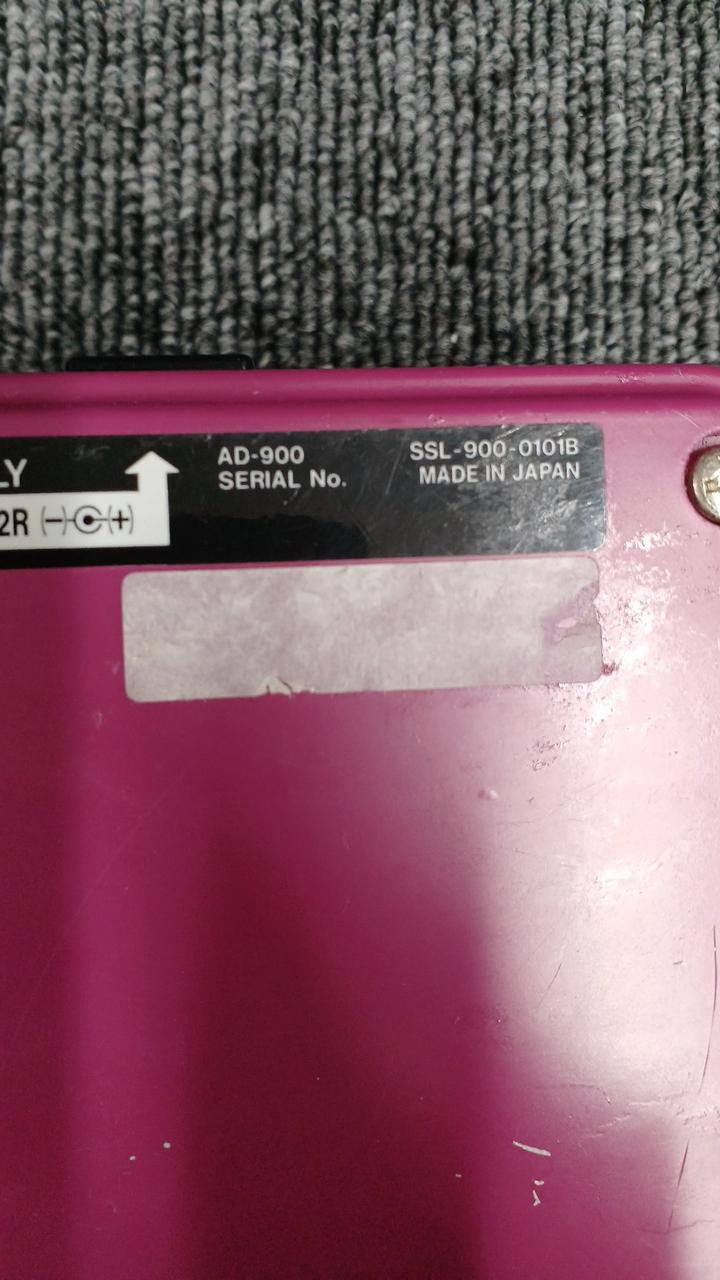 LY
2R (−) (+)
AD-900
SERIAL No.
SSL-900-0101B
MADE IN JAPAN